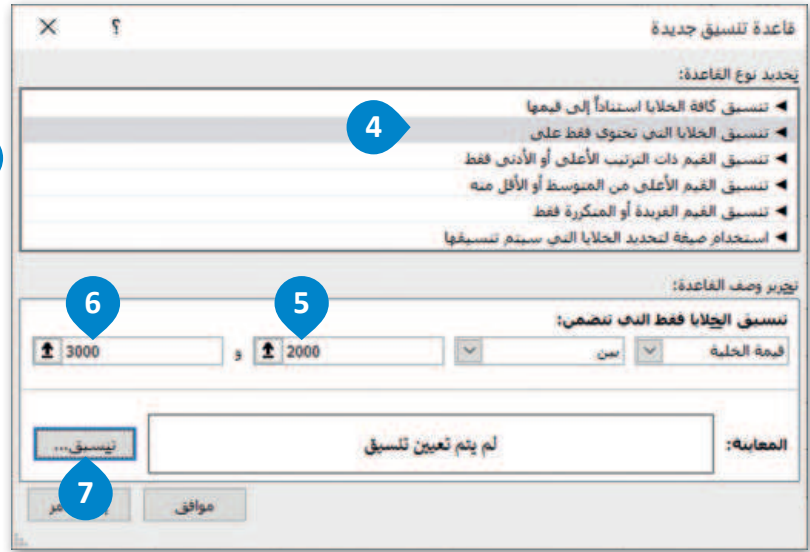 قاعدة تنسيق جديدة ؟ ×
تحديد نوع القاعدة:
◄ تنسيق كافة الخلايا استناداً إلى قيمها
◄ تنسيق الخلايا التي تحتوي فقط على 4
◄ تنسيق القيم ذات الترتيب الأعلى أو الأدنى فقط
◄ تنسيق القيم الأعلى من المتوسط أو الأقل منه
◄ تنسيق القيم الفريدة أو المتكررة فقط
◄ استخدام صيغة لتحديد الخلايا التي سيتم تنسيقها
تحرير وصف القاعدة:
5 6
تنسيق الخلايا فقط التي تتضمن:
قيمة الخلية بين 2000 و 3000
المعاينة: لم يتم تعيين تنسيق تنسيق...
7
موافق